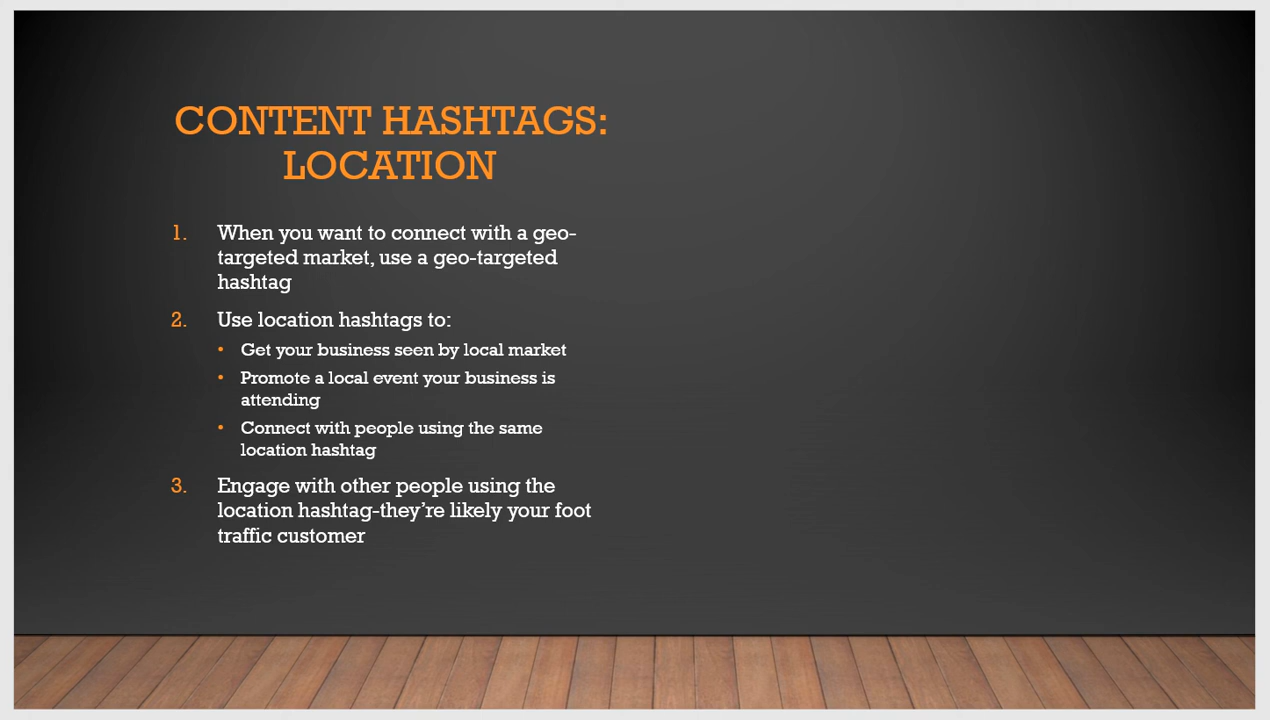 CONTENT HASHTAGS:
LOCATION
1. When you want to connect with a geo-
targeted market, use a geo-targeted
hashtag
2. Use location hashtags to:
• Get your business seen by local market
• Promote a local event your business is
attending
• Connect with people using the same
location hashtag
3. Engage with other people using the
location hashtag-they’re likely your foot
traffic customer